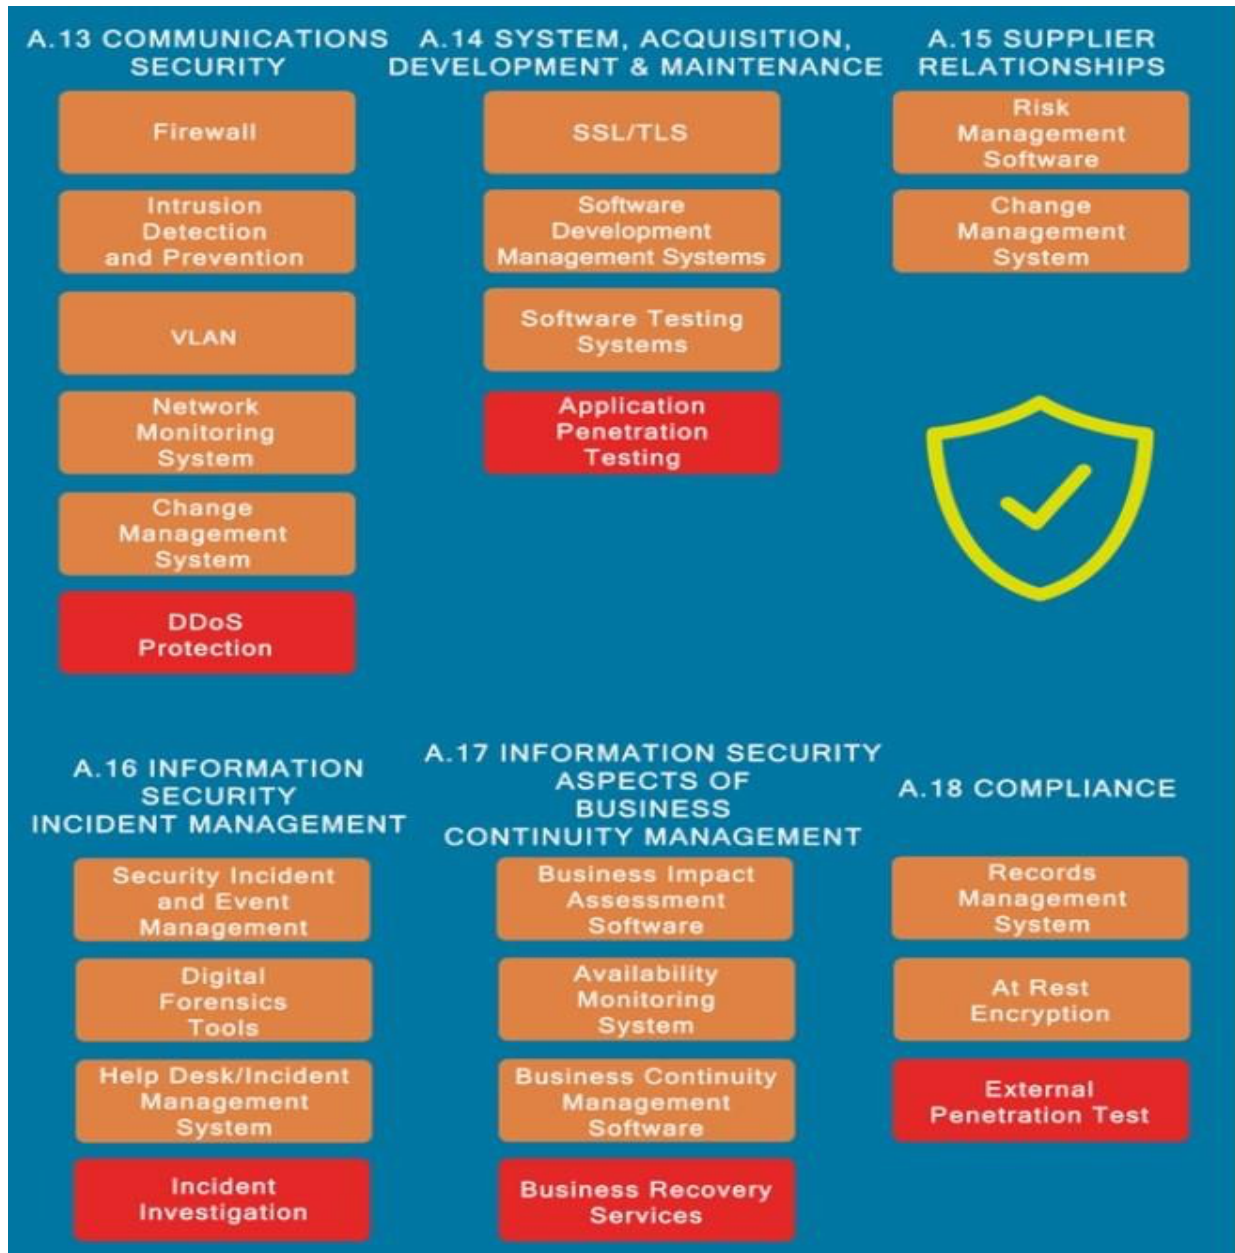 A.13 COMMUNICATIONS
SECURITY
Firewall
Intrusion
Detection
and Prevention
VLAN
Network
Monitoring
System
Change
Management
System
DDoS
Protection
A.14 SYSTEM, ACQUISITION,
DEVELOPMENT & MAINTENANCE
SSL/TLS
Software
Development
Management Systems
Software Testing
Systems
Application
Penetration
Testing
A.15 SUPPLIER
RELATIONSHIPS
Risk
Management
Software
Change
Management
System
A.16 INFORMATION
SECURITY
INCIDENT MANAGEMENT
Security Incident
and Event
Management
Digital
Forensics
Tools
Help Desk/Incident
Management
System
Incident
Investigation
A.17 INFORMATION SECURITY
ASPECTS OF
BUSINESS
CONTINUITY MANAGEMENT
Business Impact
Assessment
Software
Availability
Monitoring
System
Business Continuity
Management
Software
Business Recovery
Services
A.18 COMPLIANCE
Records
Management
System
At Rest
Encryption
External
Penetration Test